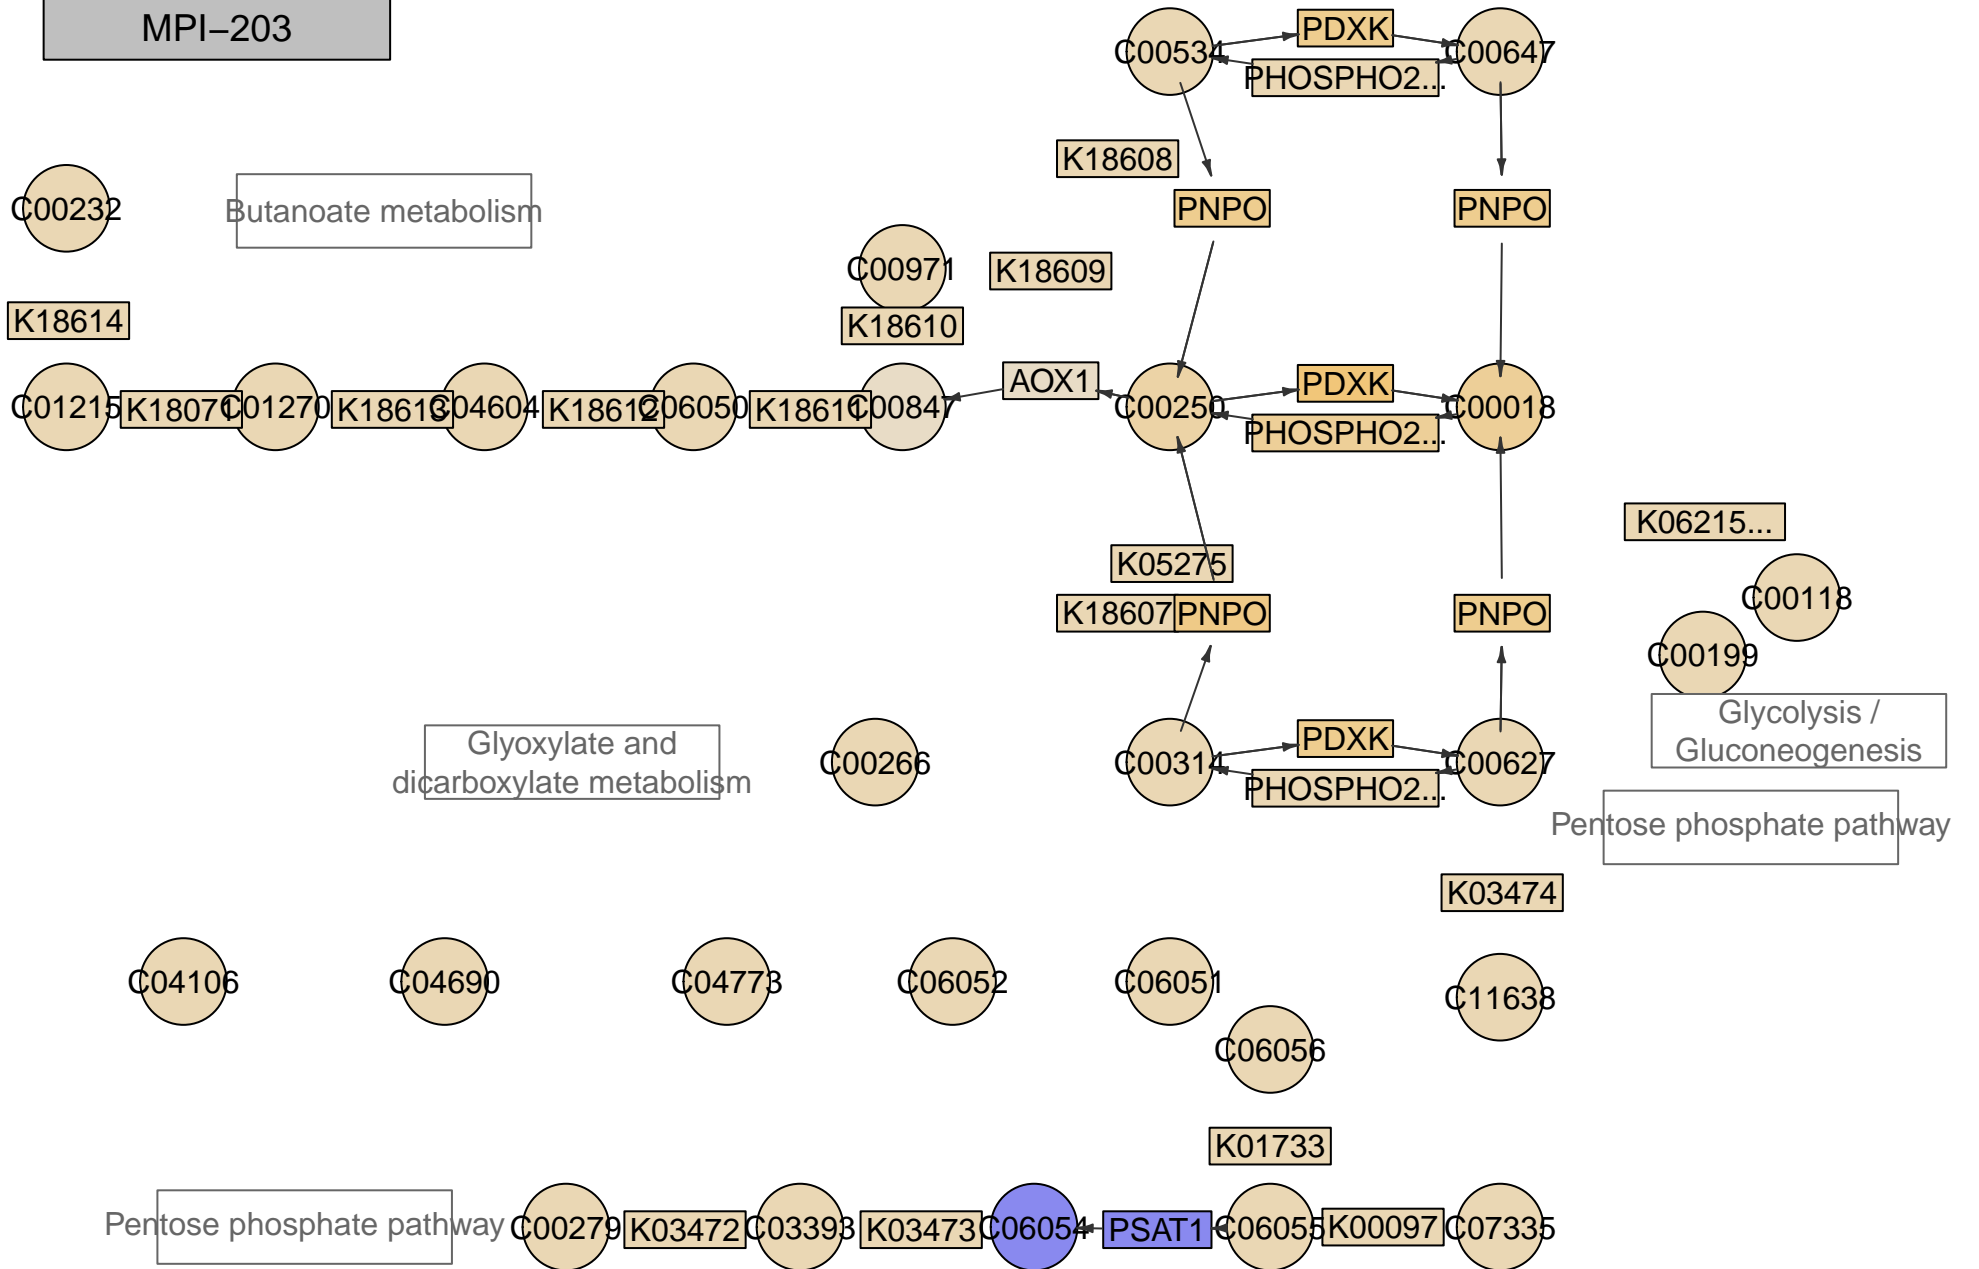 MPI−203
C00534
PDXK
C00647
PHOSPHO2...
K18608
C00232
Butanoate metabolism
PNPO
PNPO
C00971
K18609
K18614
K18610
C01215
K18071
C01270
K18613
C04604
K18612
C06050
K18611
C00847
AOX1
C00250
PDXK
C00018
PHOSPHO2...
K06215...
K05275
C00118
K18607
PNPO
PNPO
C00199
Glycolysis /
Gluconeogenesis
Glyoxylate and
dicarboxylate metabolism
C00266
C00314
PDXK
C00627
PHOSPHO2...
Pentose phosphate pathway
K03474
C04106
C04690
C04773
C06052
C06051
C11638
C06056
K01733
Pentose phosphate pathway
C00279
K03472
C03393
K03473
C06054
PSAT1
C06055
K00097
C07335